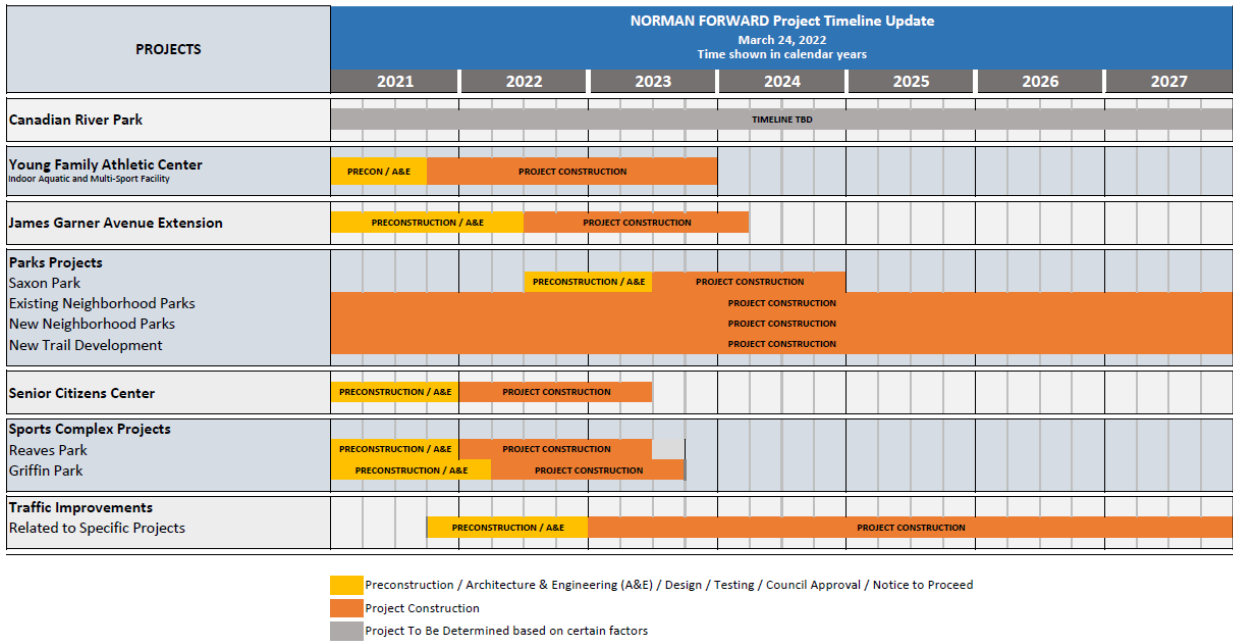 PROJECTS
NORMAN FORWARD Project Timeline Update
March 24, 2022
Time shown in calendar years
2021 2022 2023 2024 2025 2026 2027
Canadian River Park
TIMELINE TBD
Young Family Athletic Center
Indoor Aquatic and Multi-Sport Facility
PRECON / A&E PROJECT CONSTRUCTION
James Garner Avenue Extension
PRECONSTRUCTION / A&E PROJECT CONSTRUCTION
Parks Projects
Saxon Park PRECONSTRUCTION / A&E PROJECT CONSTRUCTION
Existing Neighborhood Parks PROJECT CONSTRUCTION
New Neighborhood Parks PROJECT CONSTRUCTION
New Trail Development PROJECT CONSTRUCTION
Senior Citizens Center PRECONSTRUCTION / A&E PROJECT CONSTRUCTION
Sports Complex Projects
Reaves Park PRECONSTRUCTION / A&E PROJECT CONSTRUCTION
Griffin Park PRECONSTRUCTION / A&E PROJECT CONSTRUCTION
Traffic Improvements
Related to Specific Projects PRECONSTRUCTION / A&E PROJECT CONSTRUCTION
Preconstruction / Architecture & Engineering (A&E) / Design / Testing / Council Approval / Notice to Proceed
Project Construction
Project To Be Determined based on certain factors